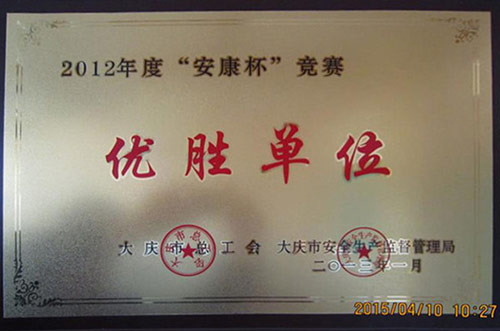 2012年度“安康杯”竞赛
优胜单位
大庆市总工会 大庆市安全生产监督管理局
二〇一三年一月
2015/04/10 10:27